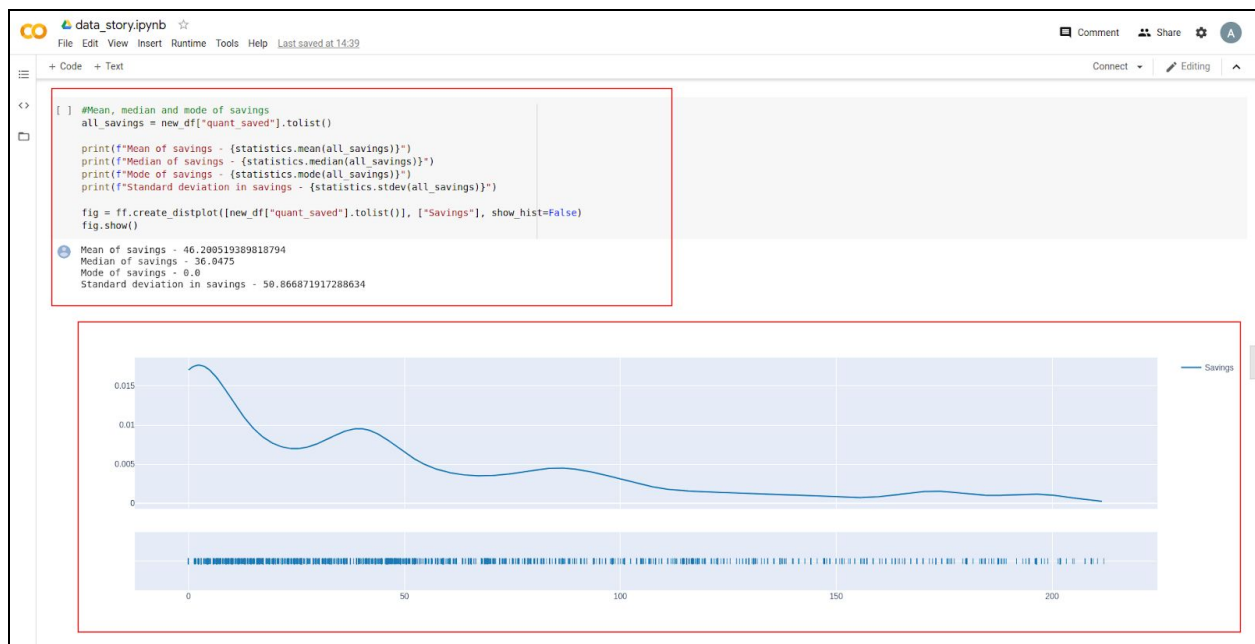 data_story.ipynb
File Edit View Insert Runtime Tools Help Last saved at 14:39
Comment Share A
+ Code + Text
Connect Editing
[ ] #Mean, median and mode of savings
all_savings = new_df["quant_saved"].tolist()
print(f"Mean of savings - {statistics.mean(all_savings)}")
print(f"Median of savings - {statistics.median(all_savings)}")
print(f"Mode of savings - {statistics.mode(all_savings)}")
print(f"Standard deviation in savings - {statistics.stdev(all_savings)}")
fig = ff.create_distplot([new_df["quant_saved"].tolist()], ["Savings"], show_hist=False)
fig.show()
Mean of savings - 46.200519389818794
Median of savings - 36.0475
Mode of savings - 0.0
Standard deviation in savings - 50.866871917288634
Savings
0.015
0.01
0.005
0
0 50 100 150 200